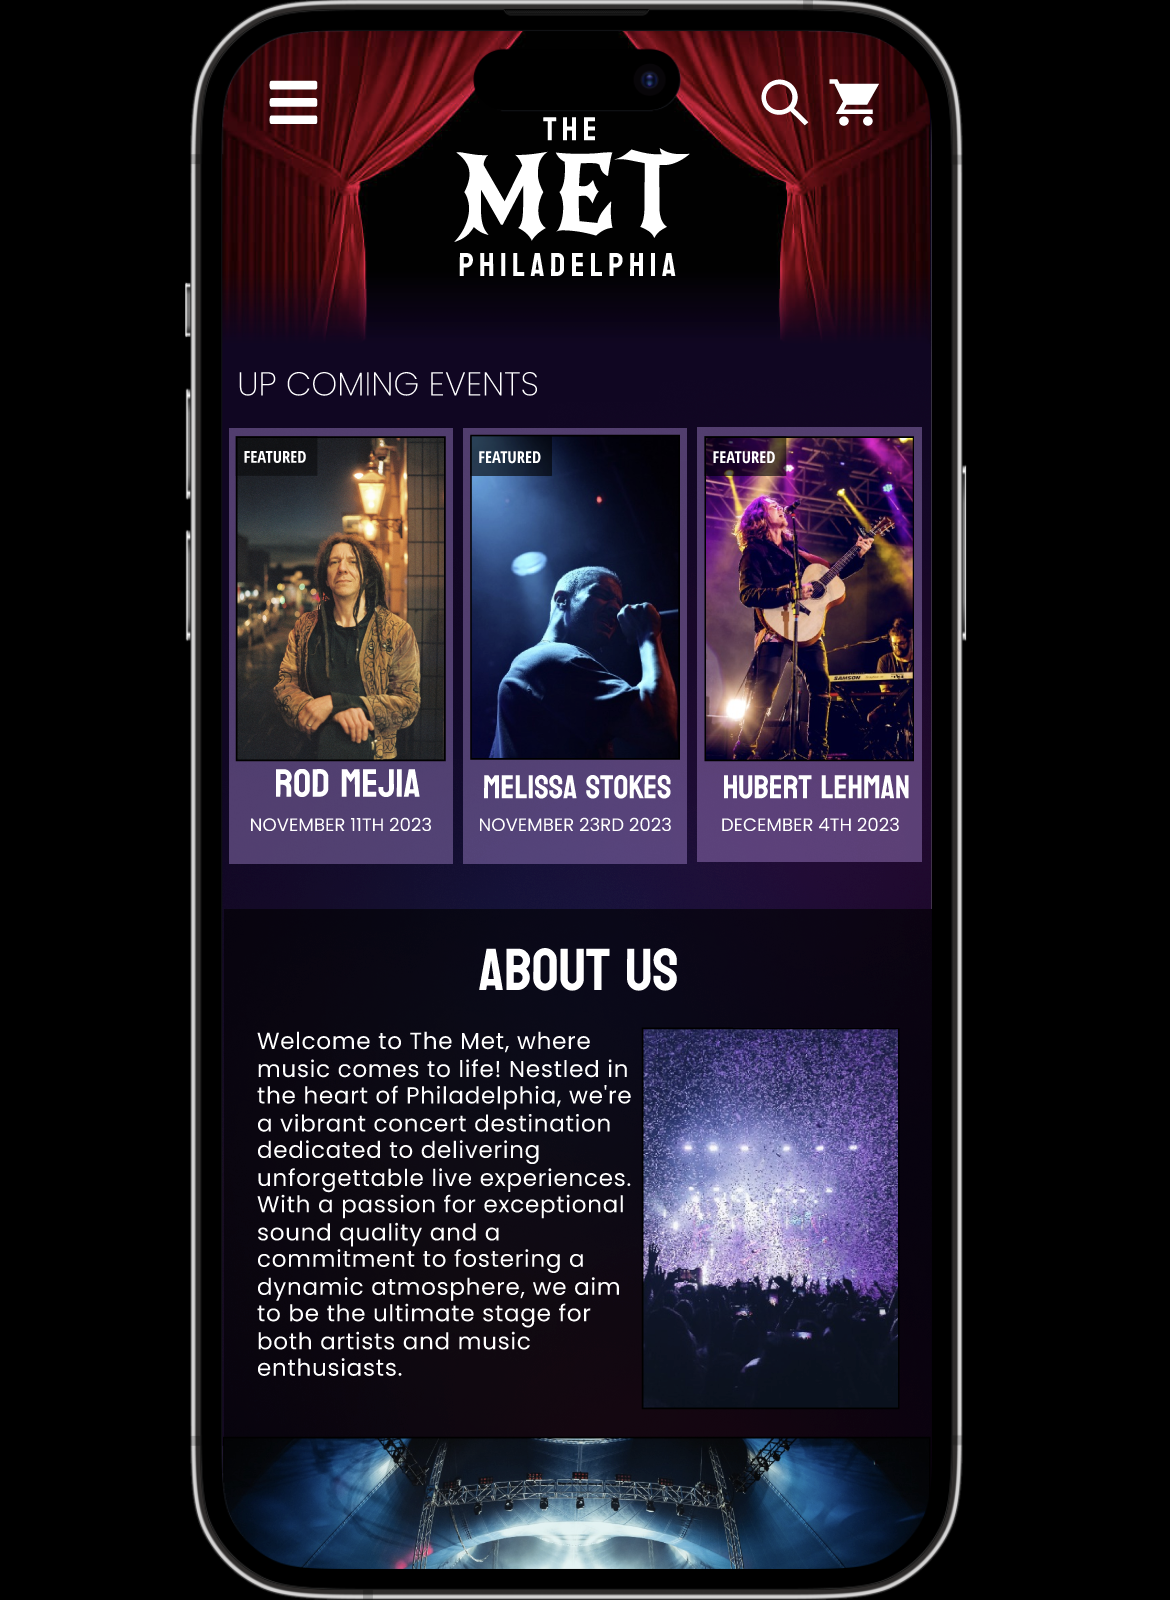 THE
MET
PHILADELPHIA
UP COMING EVENTS
FEATURED
FEATURED
FEATURED
SAMSON
ROD MEJIA
MELISSA STOKES
HUBERT LEHMAN
NOVEMBER 11TH 2023
NOVEMBER 23RD 2023
DECEMBER 4TH 2023
ABOUT US
Welcome to The Met, where
music comes to life! Nestled in
the heart of Philadelphia, we're
a vibrant concert destination
dedicated to delivering
unforgettable live experiences.
With a passion for exceptional
sound quality and a
commitment to fostering a
dynamic atmosphere, we aim
to be the ultimate stage for
both artists and music
enthusiasts.